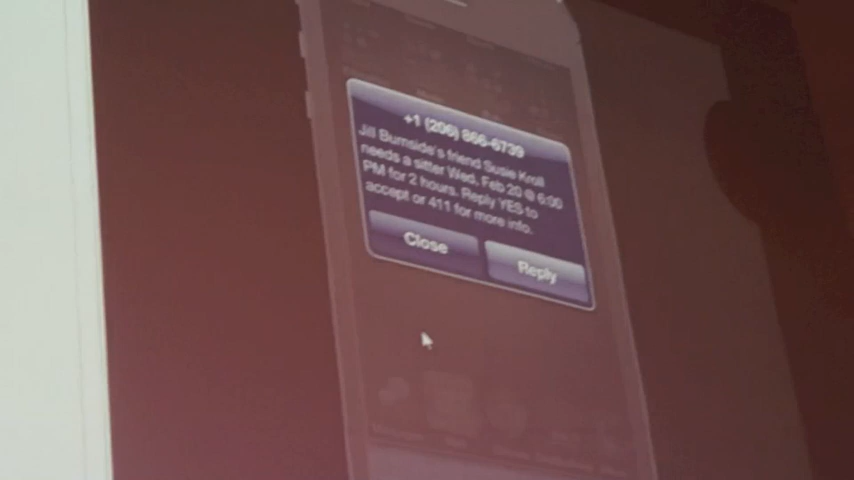 +1 (206) 866-6739
Jill Burnside's friend Susie Kroll
needs a sitter Wed. Feb 20 @ 6:00
PM for 2 hours. Reply YES to
accept or 411 for more info.
Close
Reply